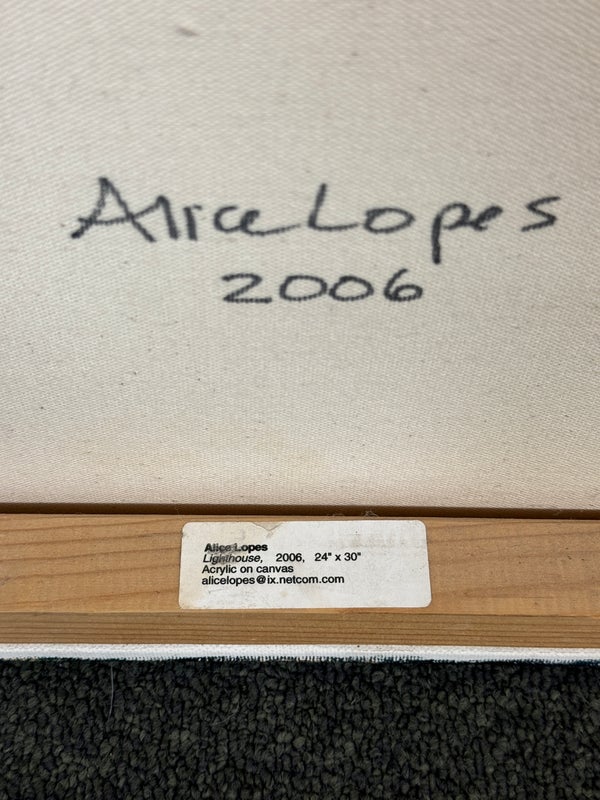 Alice Lopes
2006
Alice Lopes
Lighthouse, 2006, 24" x 30"
Acrylic on canvas
alicelopes@ix.netcom.com